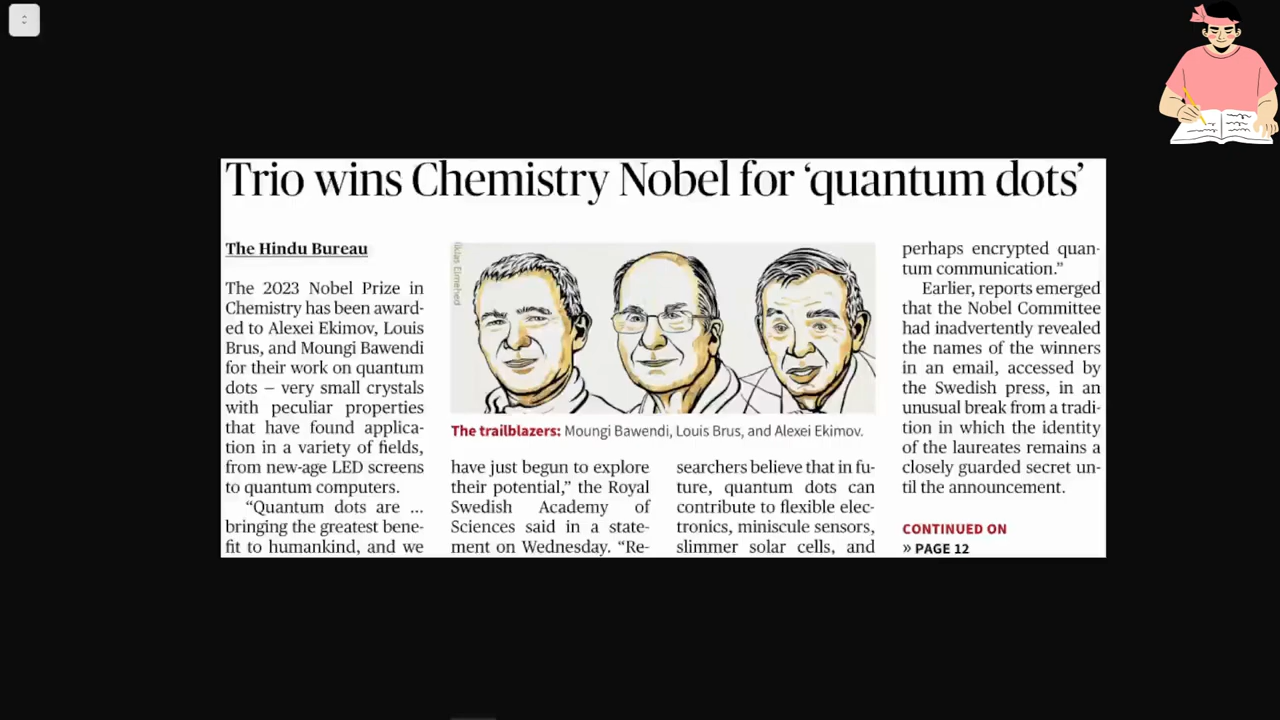 Trio wins Chemistry Nobel for ‘quantum dots’
The Hindu Bureau
The 2023 Nobel Prize in
Chemistry has been award-
ed to Alexei Ekimov, Louis
Brus, and Moungi Bawendi
for their work on quantum
dots — very small crystals
with peculiar properties
that have found applica-
tion in a variety of fields,
from new-age LED screens
to quantum computers.
“Quantum dots are ...
bringing the greatest bene-
fit to humankind, and we
Niklas Elmehed
The trailblazers: Moungi Bawendi, Louis Brus, and Alexei Ekimov.
have just begun to explore
their potential,” the Royal
Swedish Academy of
Sciences said in a state-
ment on Wednesday. “Re-
searchers believe that in fu-
ture, quantum dots can
contribute to flexible elec-
tronics, miniscule sensors,
slimmer solar cells, and
perhaps encrypted quan-
tum communication.”
Earlier, reports emerged
that the Nobel Committee
had inadvertently revealed
the names of the winners
in an email, accessed by
the Swedish press, in an
unusual break from a tradi-
tion in which the identity
of the laureates remains a
closely guarded secret un-
til the announcement.
CONTINUED ON
» PAGE 12